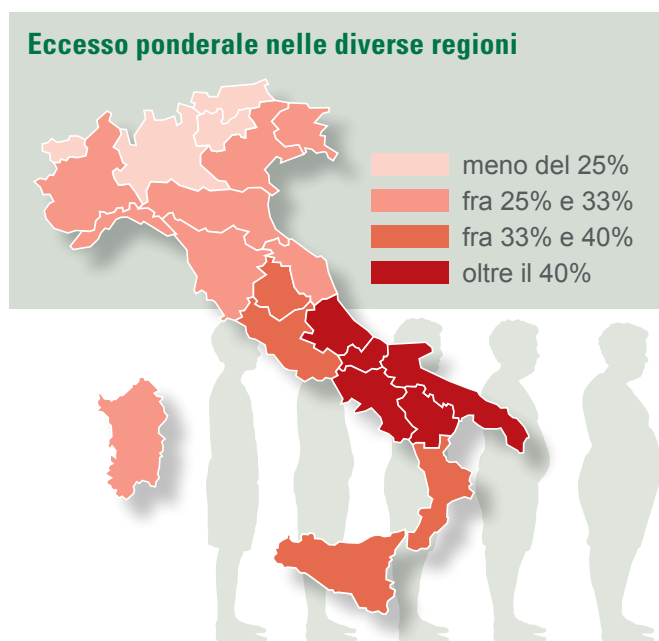 Eccesso ponderale nelle diverse regioni
meno del 25%
fra 25% e 33%
fra 33% e 40%
oltre il 40%